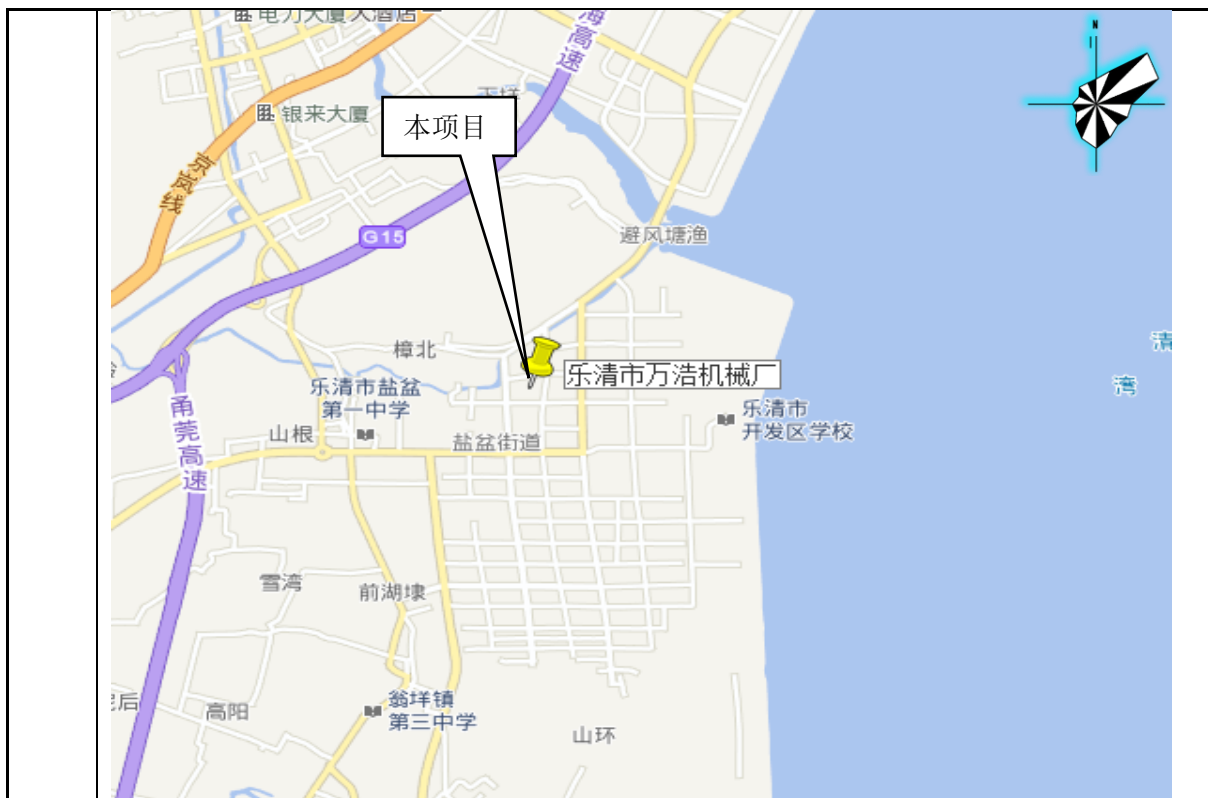 电力大厦大酒店
海高速
银来大厦
本项目
N
京岚线
G15
避风塘渔
樟北
乐清市万浩机械厂
清
湾
乐清市盐盆
第一中学
乐清市
开发区学校
甬莞高速
山根
盐盆街道
雪湾
前湖埭
后
翁垟镇
第三中学
高阳
山环